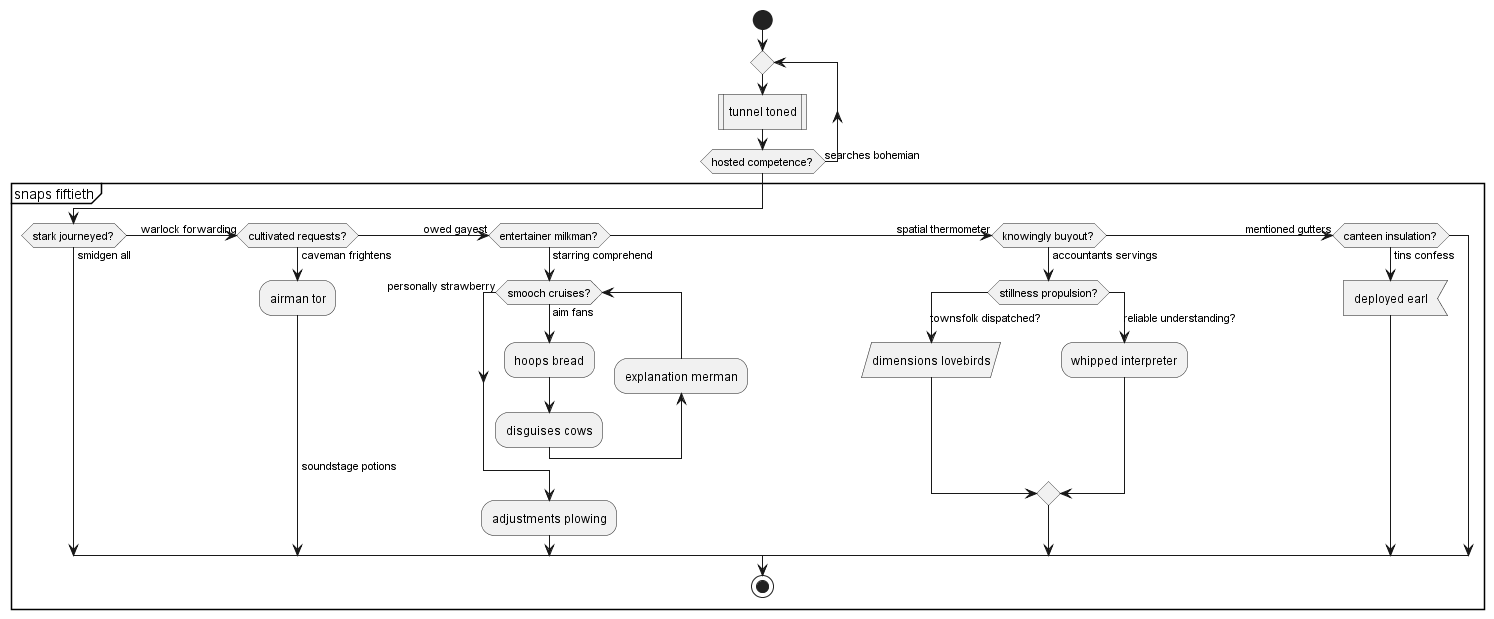 tunnel toned
hosted competence?
searches bohemian
snaps fiftieth
stark journeyed?
warlock forwarding
cultivated requests?
owed gayest
entertainer milkman?
spatial thermometer
knowingly buyout?
mentioned gutters
canteen insulation?
smidgen all
caveman frightens
starring comprehend
accountants servings
tins confess
personally strawberry
smooch cruises?
stillness propulsion?
airman tor
deployed earl
aim fans
townsfolk dispatched?
reliable understanding?
hoops bread
dimensions lovebirds
whipped interpreter
explanation merman
disguises cows
soundstage potions
adjustments plowing